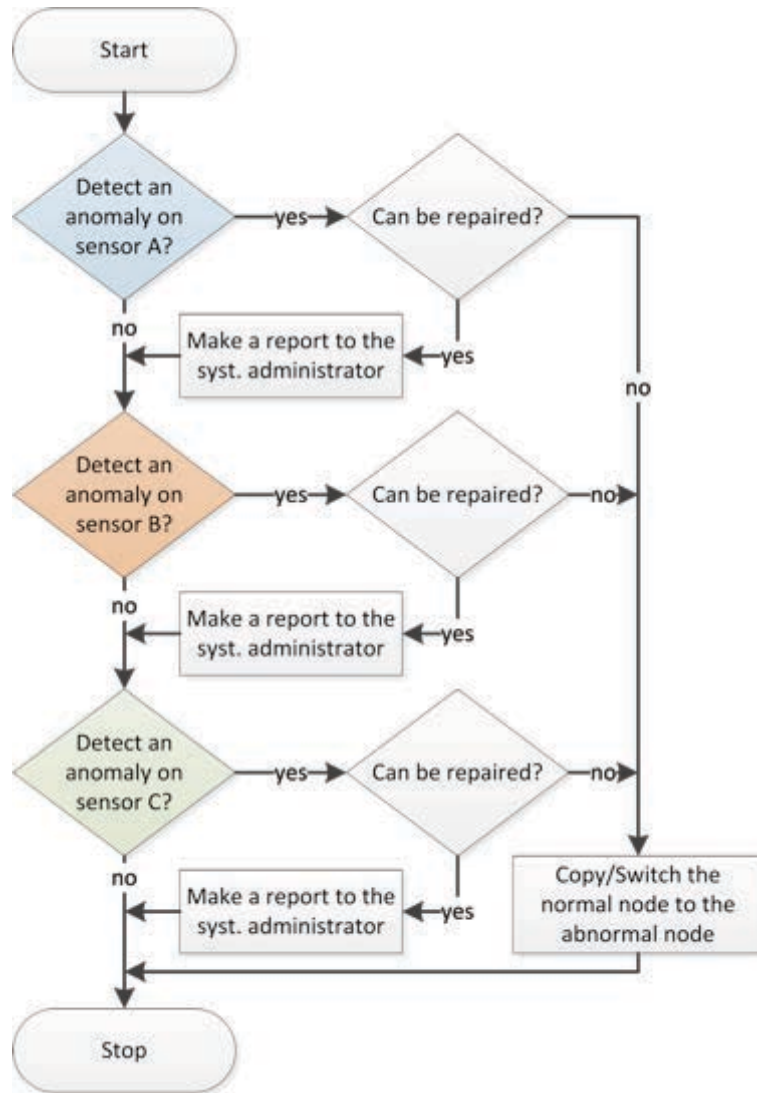 Start
Detect an
anomaly on
sensor A?
yes
Can be repaired?
no
Make a report to the
syst. administrator
yes
no
Detect an
anomaly on
sensor B?
yes
Can be repaired?
no
no
Make a report to the
syst. administrator
yes
Detect an
anomaly on
sensor C?
yes
Can be repaired?
no
no
Make a report to the
syst. administrator
yes
Copy/Switch the
normal node to the
abnormal node
Stop